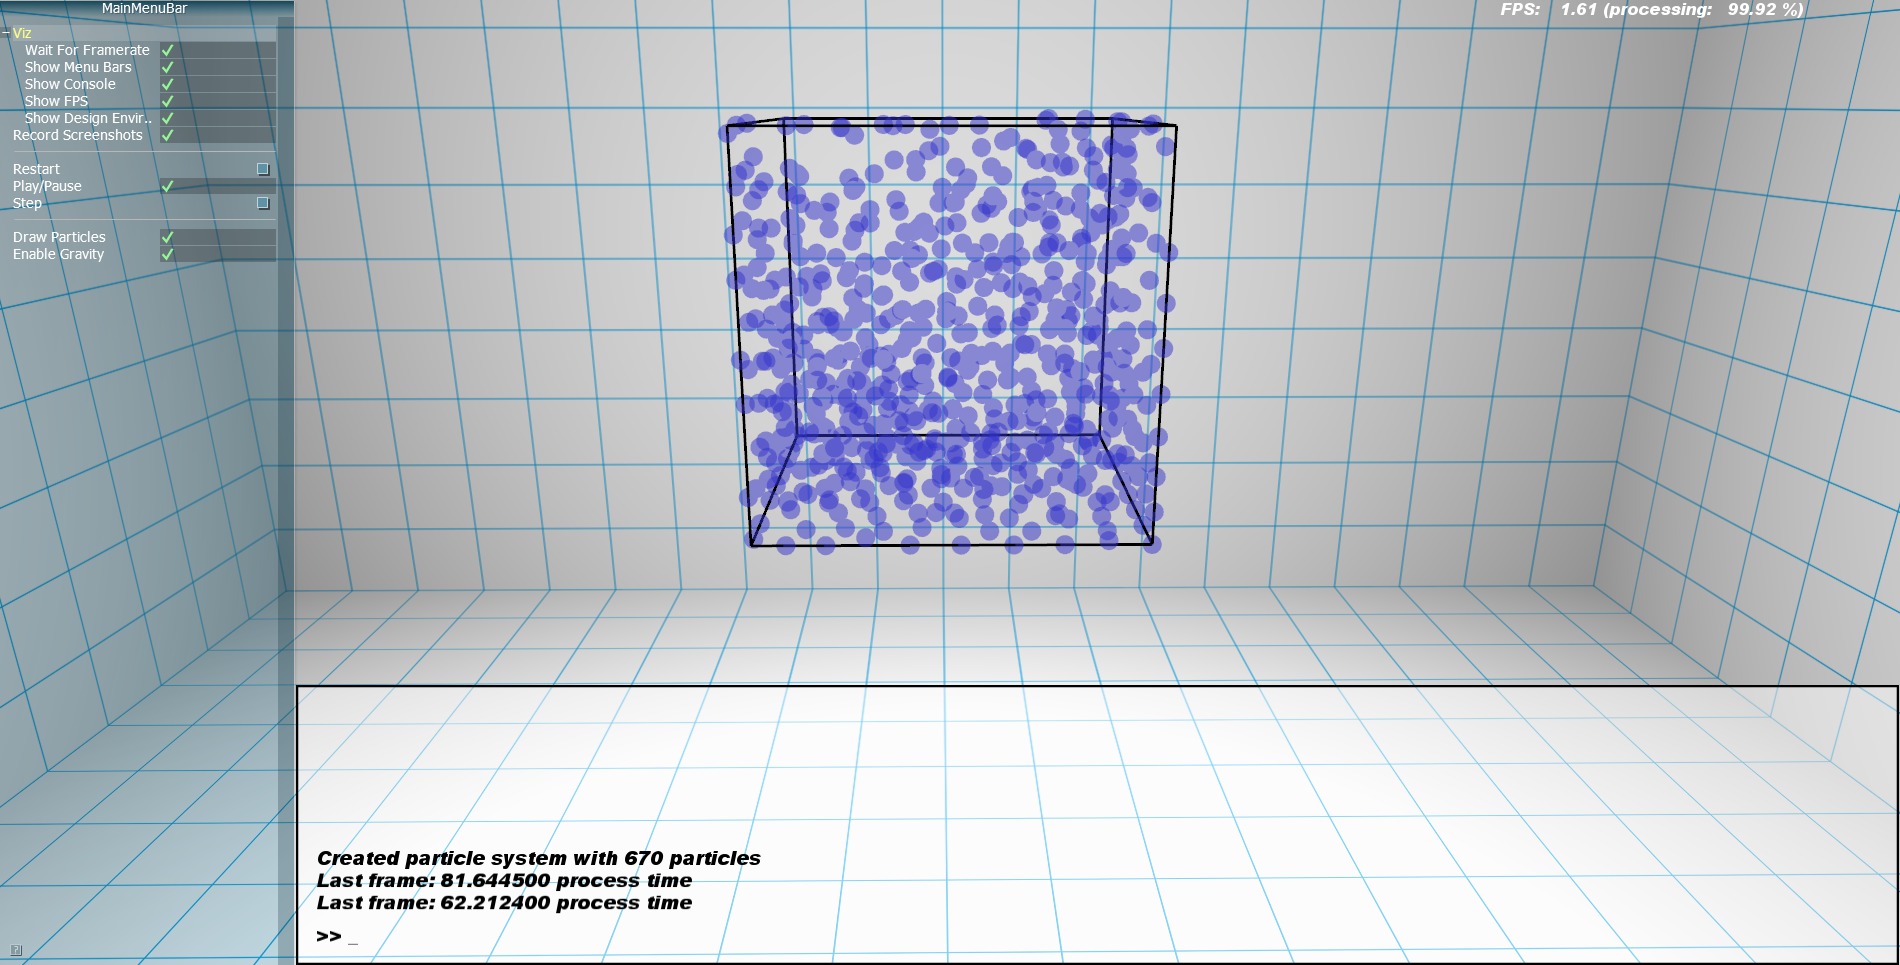 MainMenuBar
FPS: 1.61 (processing: 99.92 %)
Viz
Wait For Framerate
Show Menu Bars
Show Console
Show FPS
Show Design Envir..
Record Screenshots
Restart
Play/Pause
Step
Draw Particles
Enable Gravity
Created particle system with 670 particles
Last frame: 81.644500 process time
Last frame: 62.212400 process time
>> _
?